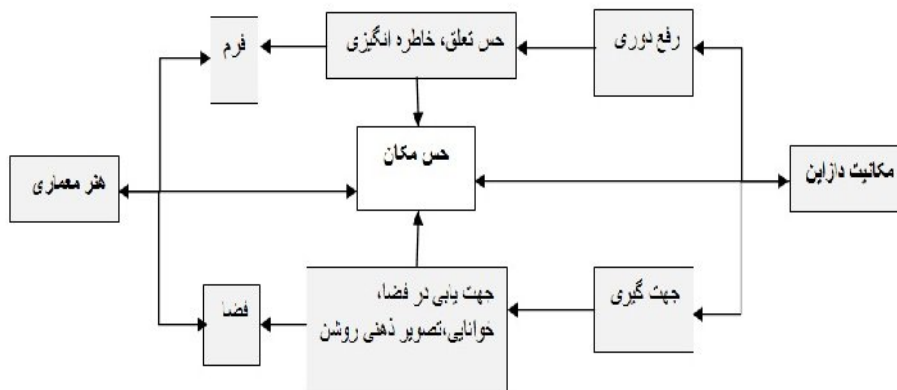 رفع دوری
حس تعلق، خاطره انگیزی
فرم
حس مکان
مکانیت دازاین
هنر معماری
جهت گیری
جهت یابی در فضا،
خوانایی،تصویر ذهنی روشن
فضا